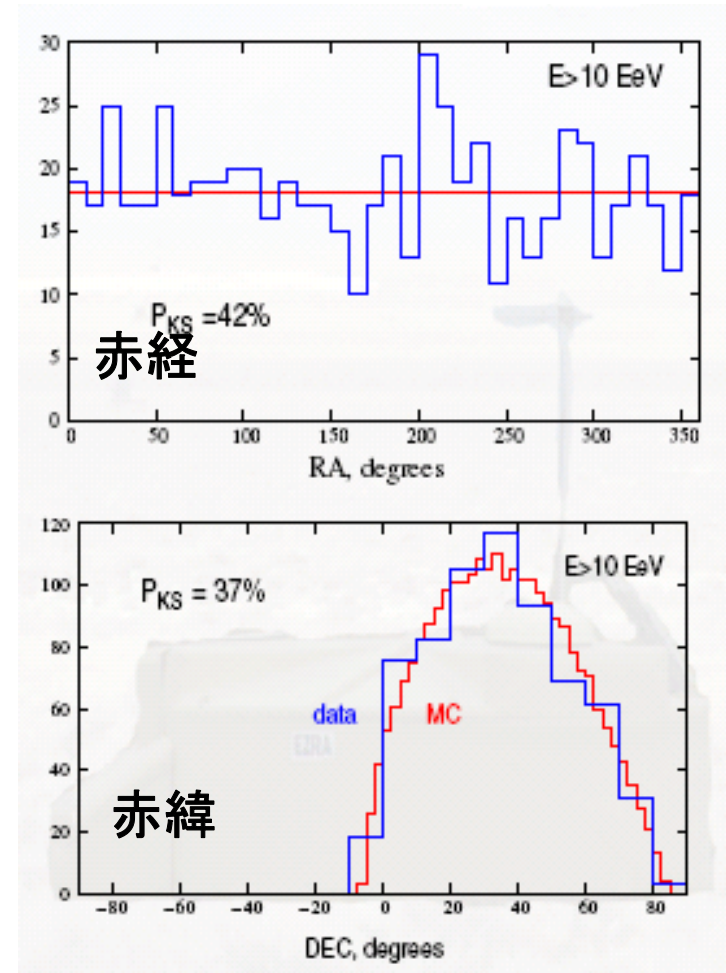 30
E>10 EeV
25
20
15
10
P_KS =42%
赤経
5
0
0 50 100 150 200 250 300 350
RA, degrees
120
E>10 EeV
100
P_KS = 37%
80
60
data MC
EZRA
40
赤緯
20
0
−80 −60 −40 −20 0 20 40 60 80
DEC, degrees